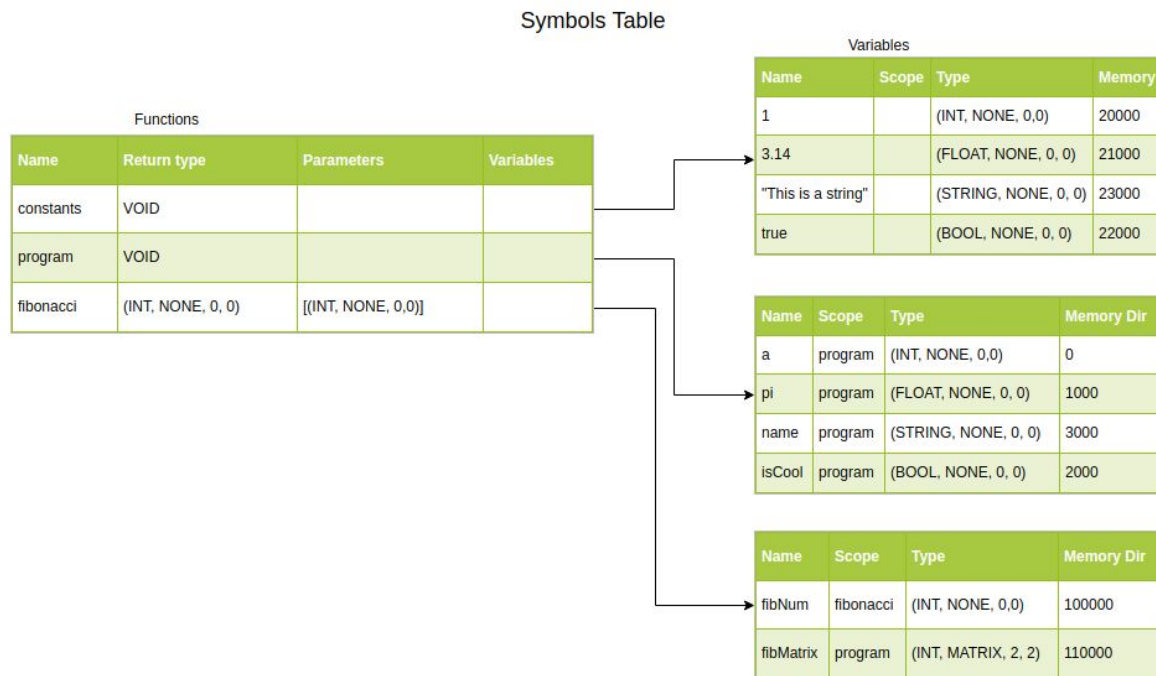 Symbols Table
Functions
Name Return type Parameters Variables
constants VOID
program VOID
fibonacci (INT, NONE, 0, 0) [(INT, NONE, 0,0)]
Variables
Name Scope Type Memory
1 (INT, NONE, 0,0) 20000
3.14 (FLOAT, NONE, 0, 0) 21000
"This is a string" (STRING, NONE, 0, 0) 23000
true (BOOL, NONE, 0, 0) 22000
Name Scope Type Memory Dir
a program (INT, NONE, 0,0) 0
pi program (FLOAT, NONE, 0, 0) 1000
name program (STRING, NONE, 0, 0) 3000
isCool program (BOOL, NONE, 0, 0) 2000
Name Scope Type Memory Dir
fibNum fibonacci (INT, NONE, 0,0) 100000
fibMatrix program (INT, MATRIX, 2, 2) 110000